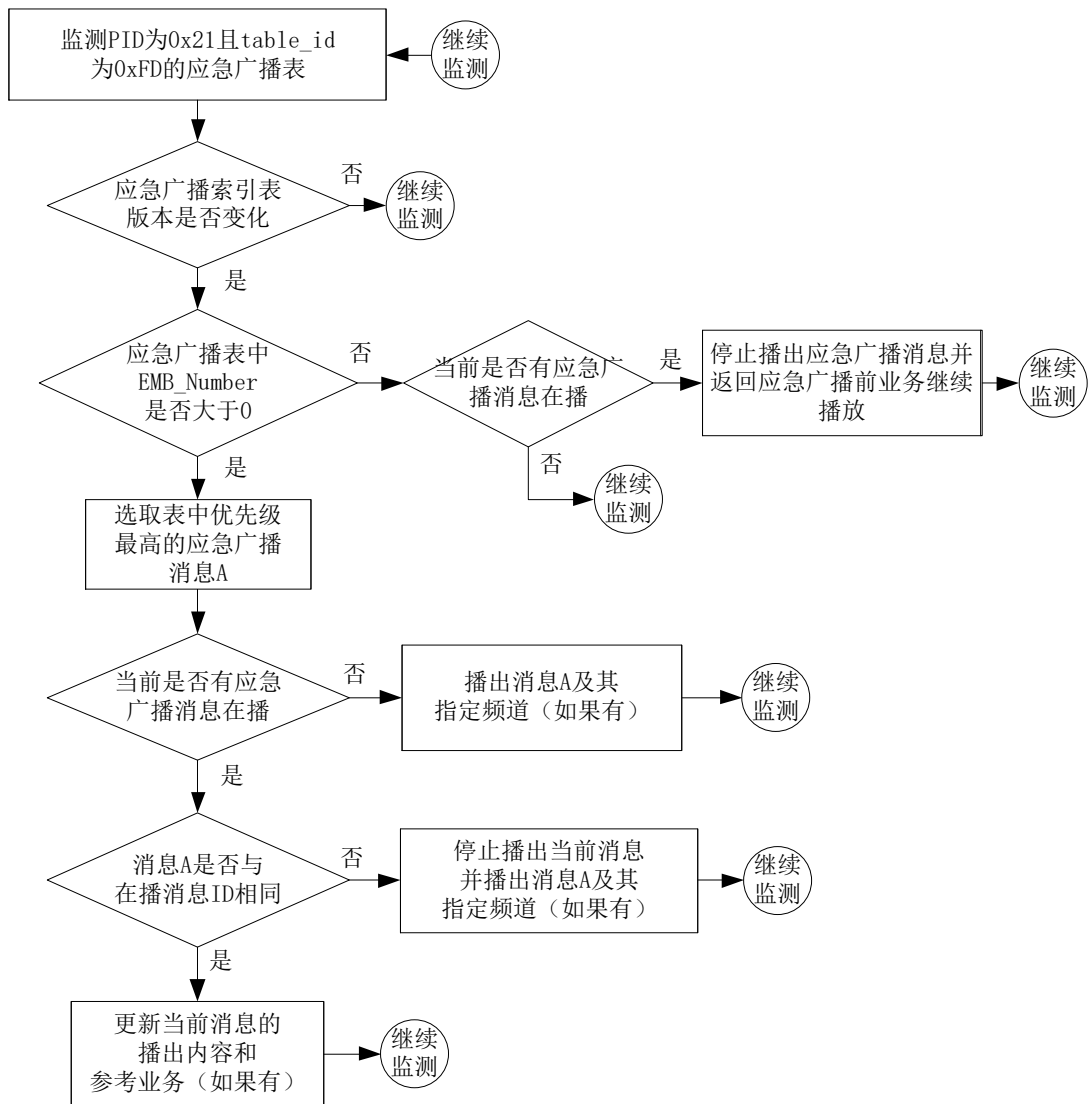 监测PID为0x21且table_id
为0xFD的应急广播表
继续
监测
应急广播索引表
版本是否变化
否
继续
监测
是
应急广播表中
EMB_Number
是否大于0
否
当前是否有应急广
播消息在播
是
停止播出应急广播消息并
返回应急广播前业务继续
播放
继续
监测
否
继续
监测
是
选取表中优先级
最高的应急广播
消息A
当前是否有应急
广播消息在播
否
播出消息A及其
指定频道（如果有）
继续
监测
是
消息A是否与
在播消息ID相同
否
停止播出当前消息
并播出消息A及其
指定频道（如果有）
继续
监测
是
更新当前消息的
播出内容和
参考业务（如果有）
继续
监测